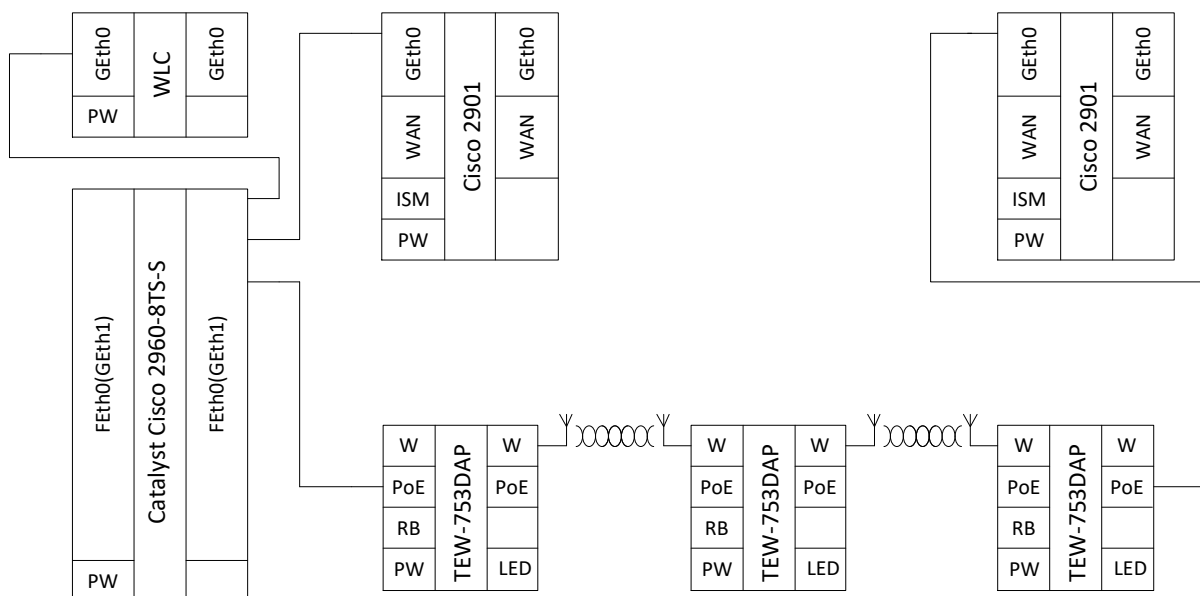 GEth0
WLC
GEth0
PW
GEth0
Cisco 2901
GEth0
WAN
WAN
ISM
PW
GEth0
Cisco 2901
GEth0
WAN
WAN
ISM
PW
FEth0(GEth1)
Catalyst Cisco 2960-8TS-S
FEth0(GEth1)
PW
W
TEW-753DAP
W
PoE
PoE
RB
PW
LED
W
TEW-753DAP
W
PoE
PoE
RB
PW
LED
W
TEW-753DAP
W
PoE
PoE
RB
PW
LED